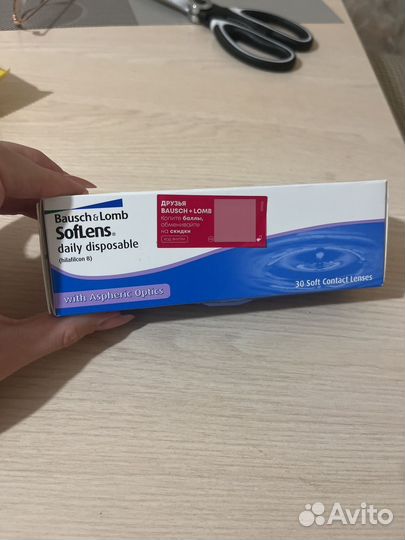 Bausch & Lomb
SofLens®
daily disposable
(hilafilcon B)
with Aspheric Optics
ДРУЗЬЯ
BAUSCH + LOMB
Копите баллы,
обменивайте
на скидки
30 Soft Contact Lenses
Avito